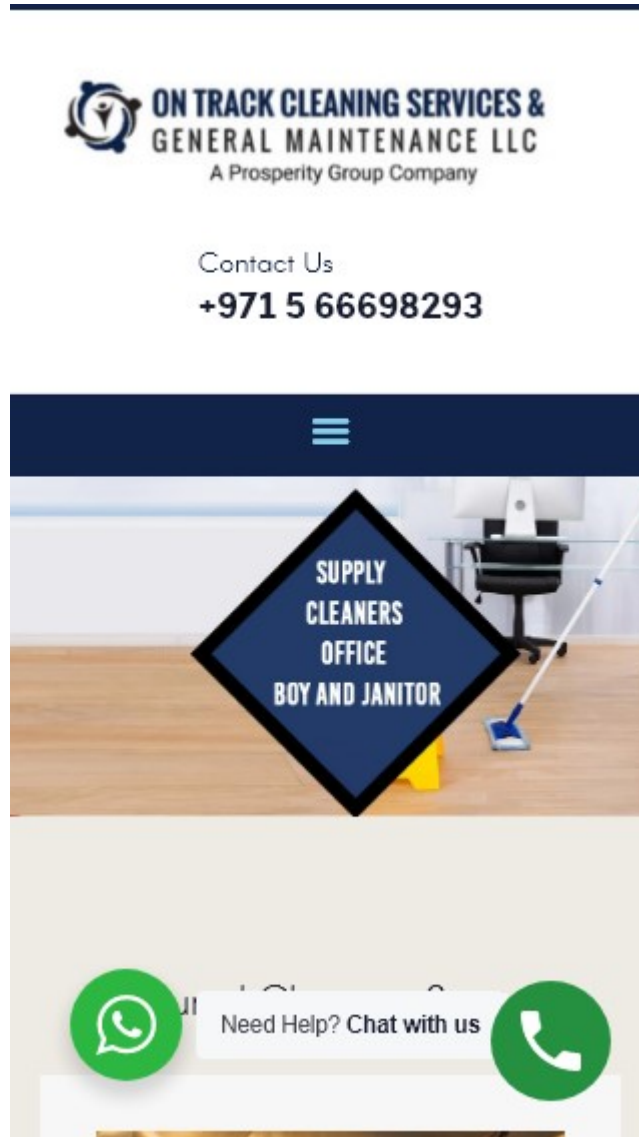 ON TRACK CLEANING SERVICES &
GENERAL MAINTENANCE LLC
A Prosperity Group Company
Contact Us
+971 5 66698293
SUPPLY
CLEANERS
OFFICE
BOY AND JANITOR
Need Help? Chat with us